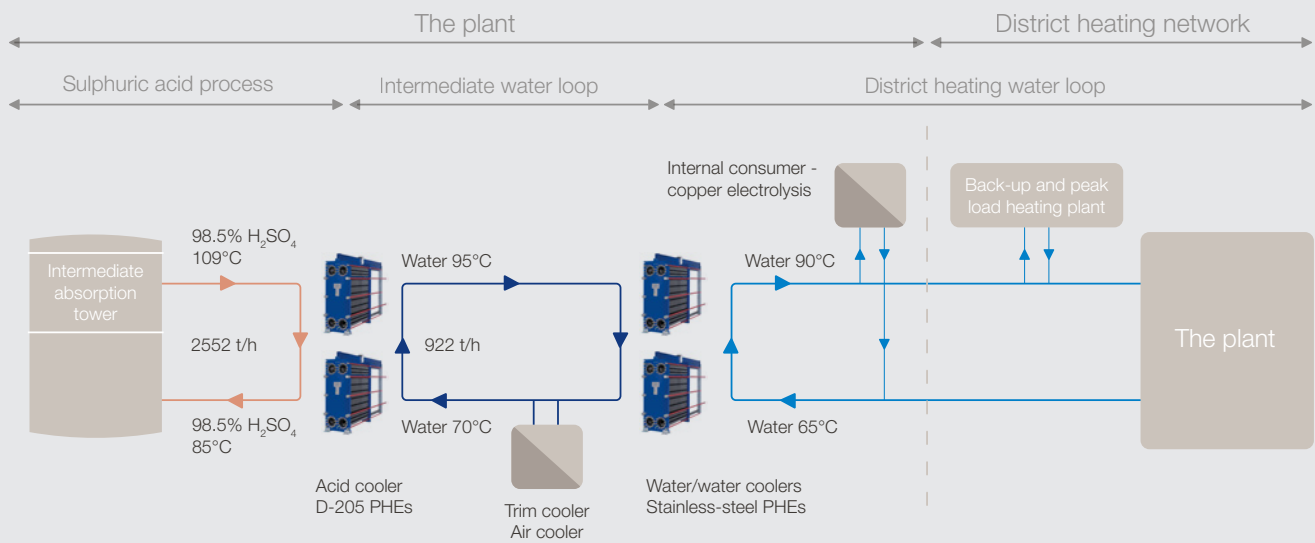 The plant
District heating network
Sulphuric acid process
Intermediate water loop
District heating water loop
Internal consumer -
copper electrolysis
Back-up and peak
load heating plant
98.5% H₂SO₄
109°C
Intermediate
absorption
tower
Water 95°C
Water 90°C
2552 t/h
922 t/h
The plant
98.5% H₂SO₄
85°C
Water 70°C
Water 65°C
Acid cooler
D-205 PHEs
Trim cooler
Air cooler
Water/water coolers
Stainless-steel PHEs